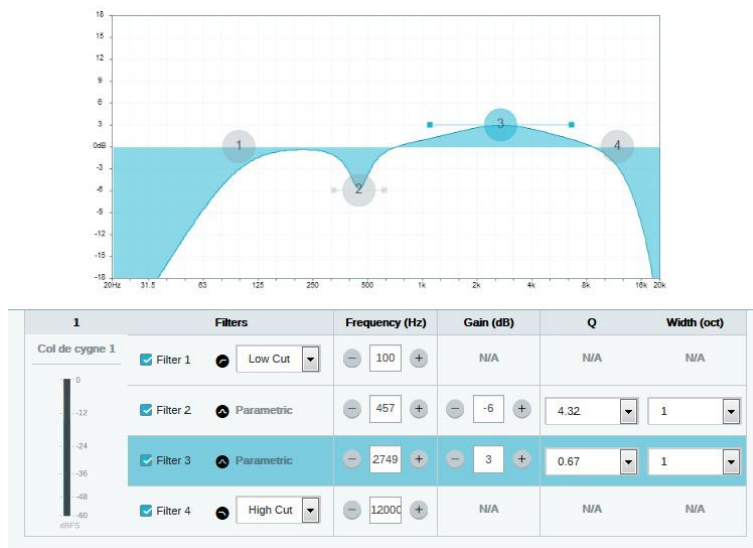 18
15
12
9
6
3
0dB
-3
-6
-9
-12
-15
-18
1
2
3
4
20Hz 31.5 63 125 250 500 1k 2k 4k 8k 16k 20k
1 Filters Frequency (Hz) Gain (dB) Q Width (oct)
Col de cygne 1
0
-12
-24
-36
-48
-60
dBFS
Filter 1 Low Cut - 100 + N/A N/A N/A
Filter 2 Parametric - 457 + - -6 + 4.32 1
Filter 3 Parametric - 2749 + - 3 + 0.67 1
Filter 4 High Cut - 12000 + N/A N/A N/A